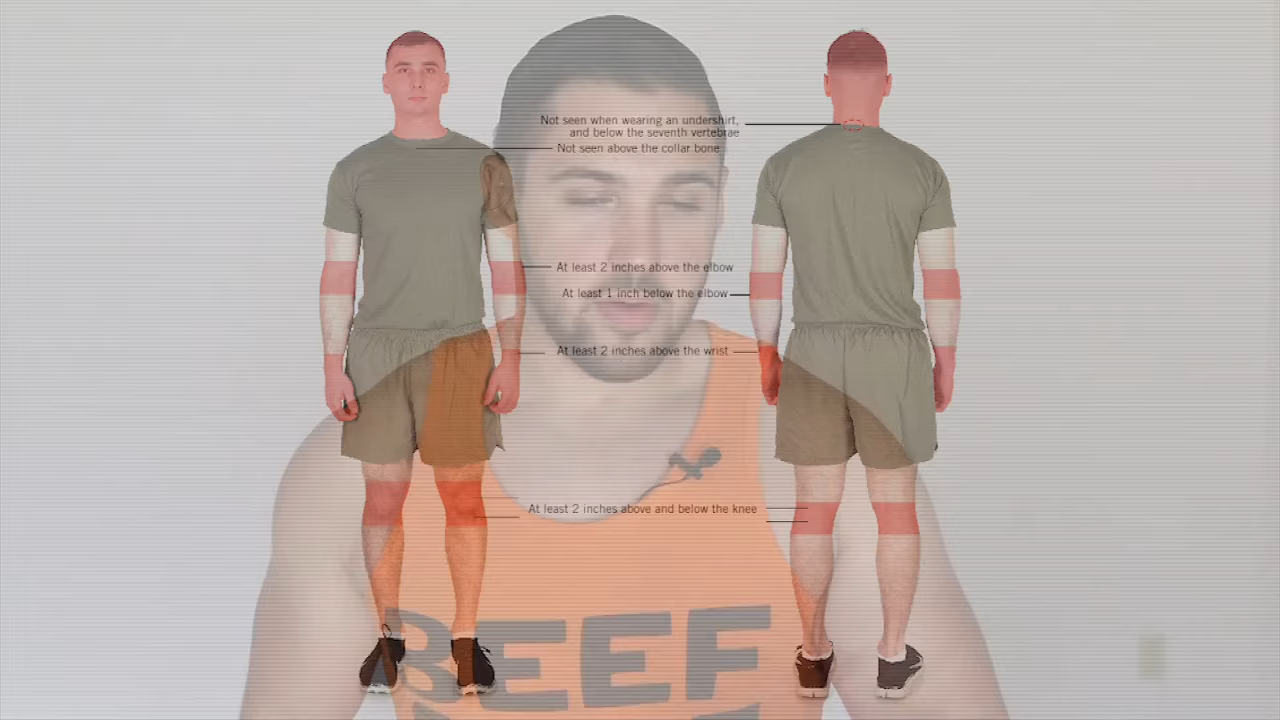 Not seen when wearing an undershirt,
and below the seventh vertebrae
Not seen above the collar bone
At least 2 inches above the elbow
At least 1 inch below the elbow
At least 2 inches above the wrist
At least 2 inches above and below the knee
BEEF